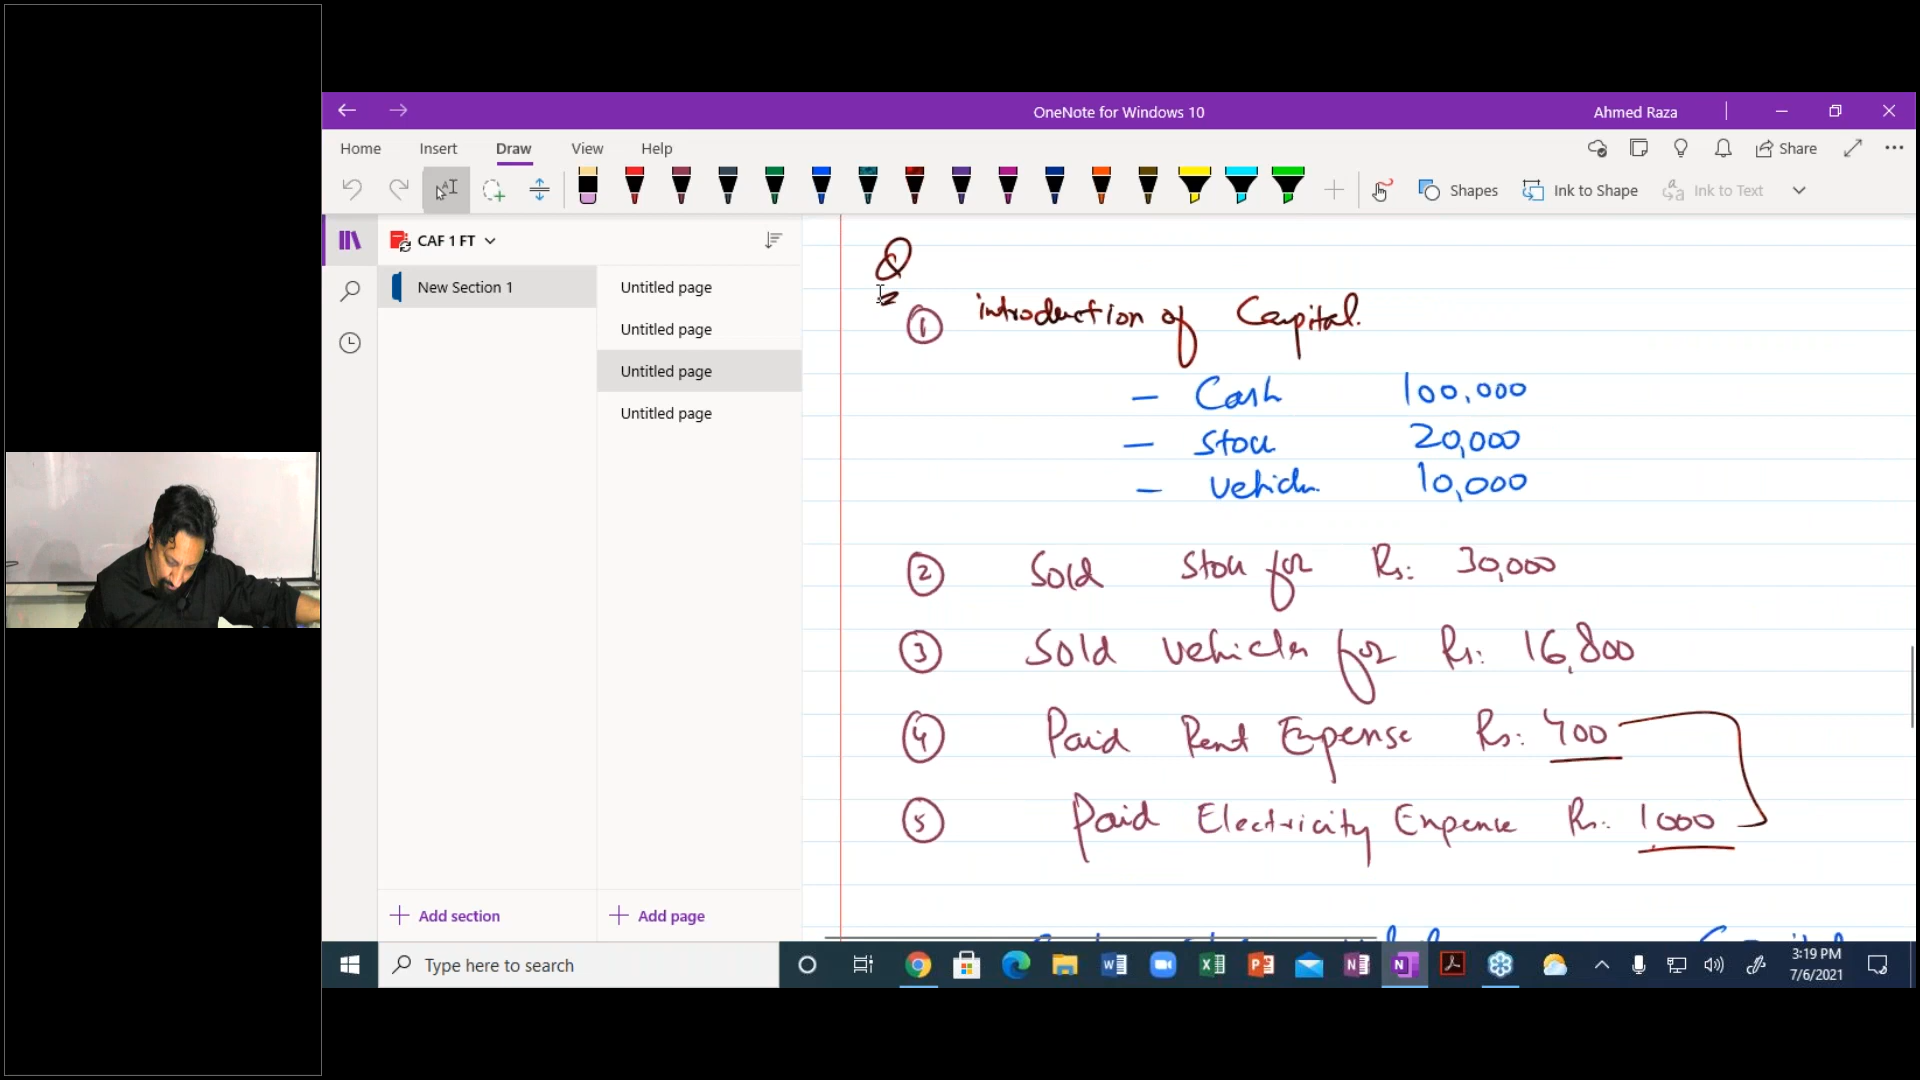 OneNote for Windows 10
Ahmed Raza
Home Insert Draw View Help
Share
Shapes Ink to Shape Ink to Text
CAF 1 FT
New Section 1
Untitled page
Untitled page
Untitled page
Untitled page
Add section
Add page
Q
① introduction of Capital.
– Cash 100,000
– Stock 20,000
– Vehicle 10,000
② Sold Stock for Rs: 30,000
③ Sold Vehicles for Rs: 16,800
④ Paid Rent Expense Rs: 400
⑤ Paid Electricity Expense Rs: 1000
Type here to search
3:19 PM
7/6/2021